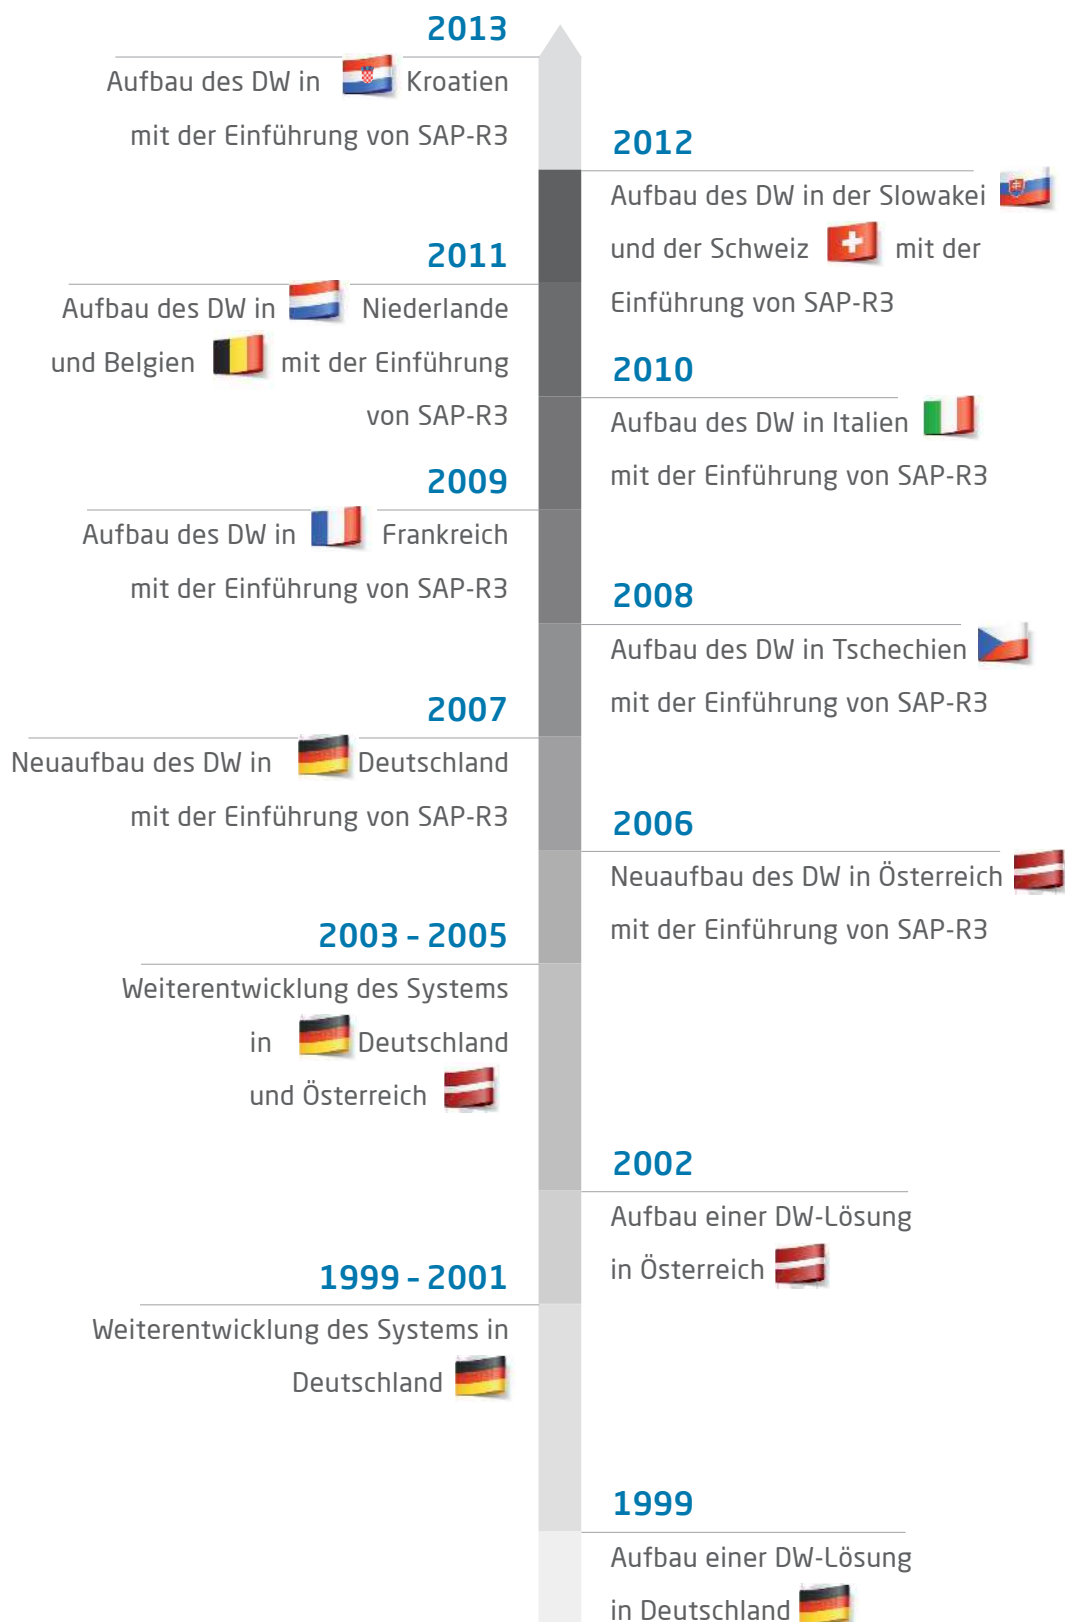 2013
Aufbau des DW in Kroatien
mit der Einführung von SAP-R3
2012
Aufbau des DW in der Slowakei
und der Schweiz mit der
Einführung von SAP-R3
2011
Aufbau des DW in Niederlande
und Belgien mit der Einführung
von SAP-R3
2010
Aufbau des DW in Italien
mit der Einführung von SAP-R3
2009
Aufbau des DW in Frankreich
mit der Einführung von SAP-R3
2008
Aufbau des DW in Tschechien
mit der Einführung von SAP-R3
2007
Neuaufbau des DW in Deutschland
mit der Einführung von SAP-R3
2006
Neuaufbau des DW in Österreich
mit der Einführung von SAP-R3
2003 – 2005
Weiterentwicklung des Systems
in Deutschland
und Österreich
2002
Aufbau einer DW-Lösung
in Österreich
1999 – 2001
Weiterentwicklung des Systems in
Deutschland
1999
Aufbau einer DW-Lösung
in Deutschland